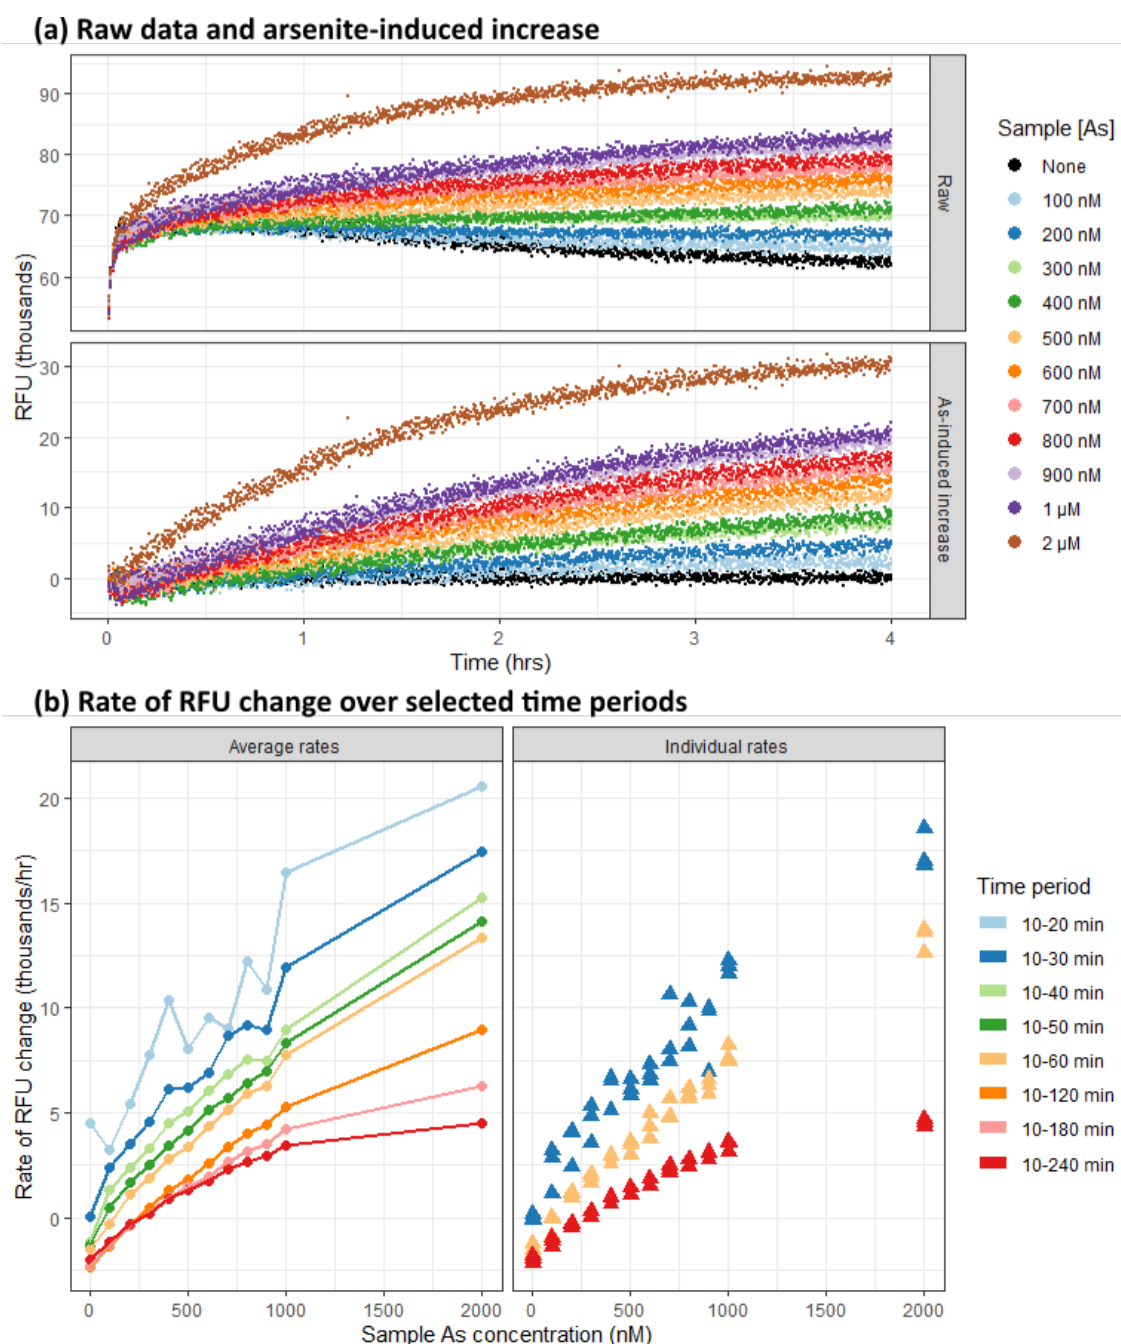 (a) Raw data and arsenite-induced increase
RFU (thousands)
90
80
70
60
Raw
30
20
10
0
As-induced increase
0 1 2 3 4
Time (hrs)
Sample [As]
None
100 nM
200 nM
300 nM
400 nM
500 nM
600 nM
700 nM
800 nM
900 nM
1 µM
2 µM
(b) Rate of RFU change over selected time periods
Average rates Individual rates
Rate of RFU change (thousands/hr)
20
15
10
5
0
0 500 1000 1500 2000 0 500 1000 1500 2000
Sample As concentration (nM)
Time period
10-20 min
10-30 min
10-40 min
10-50 min
10-60 min
10-120 min
10-180 min
10-240 min